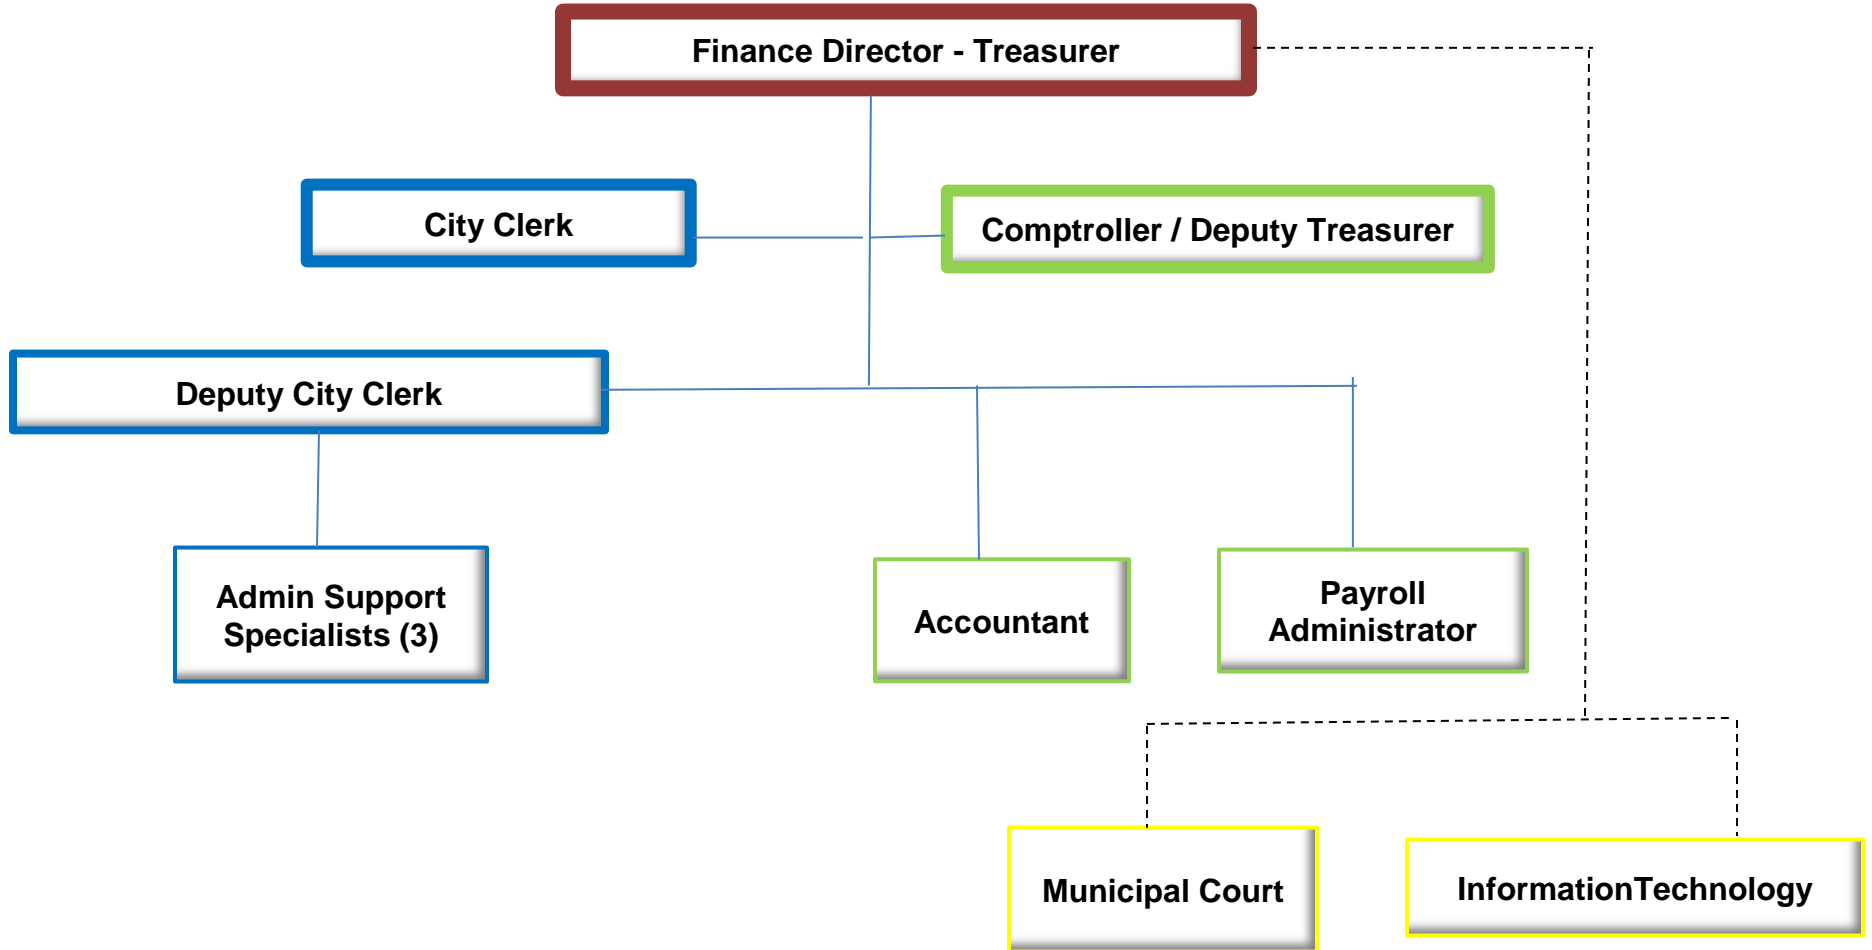 Finance Director - Treasurer
City Clerk
Comptroller / Deputy Treasurer
Deputy City Clerk
Admin Support
Specialists (3)
Accountant
Payroll
Administrator
Municipal Court
InformationTechnology